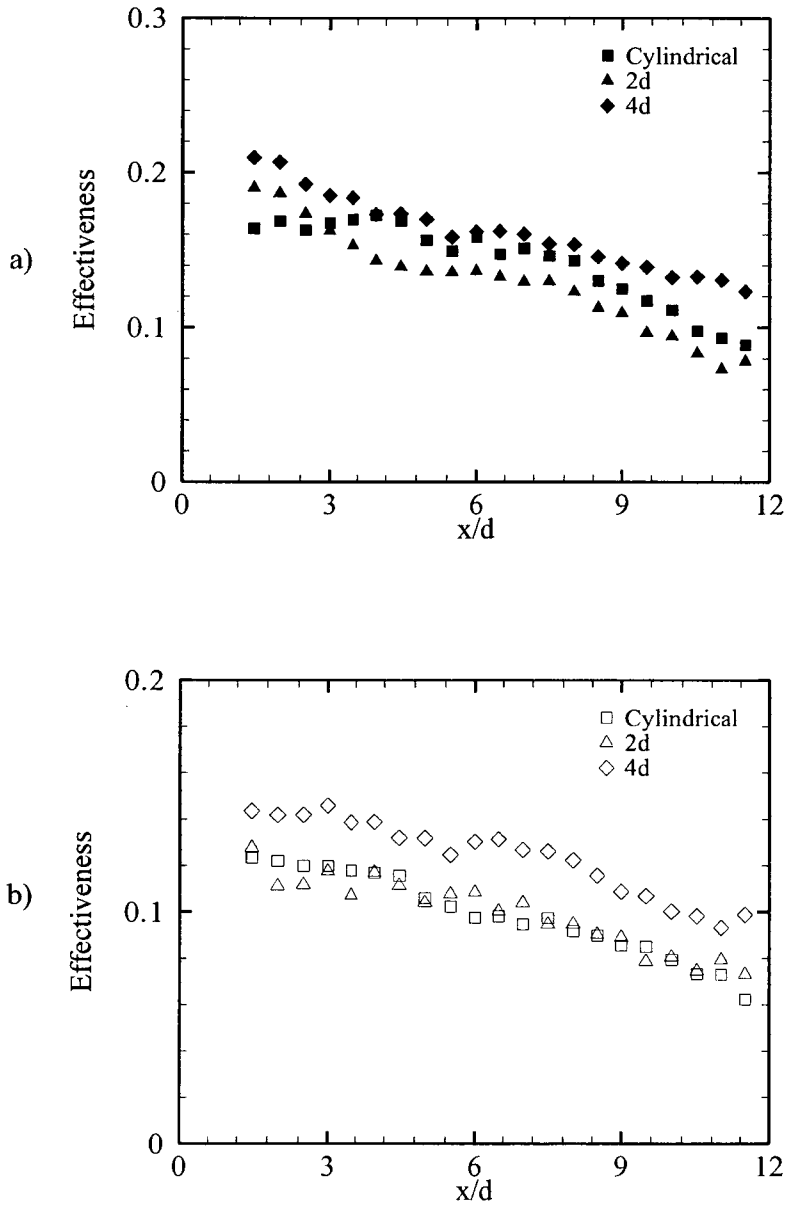 0.3
Cylindrical
2d
4d
0.2
a)
Effectiveness
0.1
0
0
3
6
9
12
x/d
0.2
Cylindrical
2d
4d
b)
Effectiveness
0.1
0
0
3
6
9
12
x/d